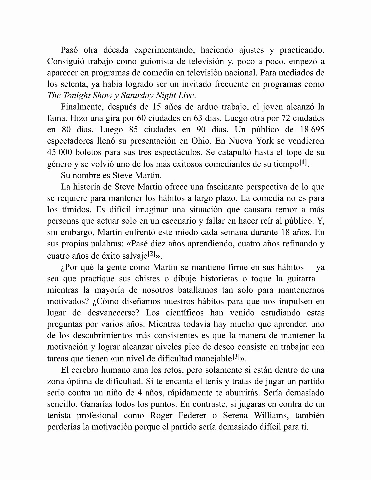 Pasó otra década experimentando, haciendo ajustes y practicando.
Consiguió trabajo como guionista de televisión y, poco a poco, empezó a
aparecer en programas de comedia en televisión nacional. Para mediados de
los setenta, ya había logrado ser un invitado frecuente en programas como
The Tonight Show y Saturday Night Live.
Finalmente, después de 15 años de arduo trabajo, el joven alcanzó la
fama. Hizo una gira por 60 ciudades en 63 días. Luego otra por 72 ciudades
en 80 días. Luego 85 ciudades en 90 días. Un público de 18 695
espectadores llenó su presentación en Ohio. En Nueva York se vendieron
45 000 boletos para sus tres espectáculos. Se catapultó hasta el tope de su
género y se volvió uno de los más exitosos comediantes de su tiempo[1].
Su nombre es Steve Martin.
La historia de Steve Martin ofrece una fascinante perspectiva de lo que
se requiere para mantener los hábitos a largo plazo. La comedia no es para
los tímidos. Es difícil imaginar una situación que causara temor a más
personas que actuar solo en un escenario y fallar en hacer reír al público. Y,
sin embargo, Martin enfrentó este miedo cada semana durante 18 años. En
sus propias palabras: «Pasé diez años aprendiendo, cuatro años refinando y
cuatro años de éxito salvaje[2]».
¿Por qué la gente como Martin se mantiene firme en sus hábitos —ya
sea que practique sus chistes o dibuje historietas o toque la guitarra—
mientras la mayoría de nosotros batallamos tan solo para mantenernos
motivados? ¿Cómo diseñamos nuestros hábitos para que nos impulsen en
lugar de desvanecerse? Los científicos han venido estudiando estas
preguntas por varios años. Mientras todavía hay mucho que aprender, uno
de los descubrimientos más consistentes es que la manera de mantener la
motivación y lograr alcanzar niveles pico de deseo consiste en trabajar con
tareas que tienen «un nivel de dificultad manejable[3]».
El cerebro humano ama los retos, pero solamente si están dentro de una
zona óptima de dificultad. Si te encanta el tenis y tratas de jugar un partido
serio contra un niño de 4 años, rápidamente te aburrirás. Sería demasiado
sencillo. Ganarías todos los puntos. En contraste, si jugaras en contra de un
tenista profesional como Roger Federer o Serena Williams, también
perderías la motivación porque el partido sería demasiado difícil para ti.